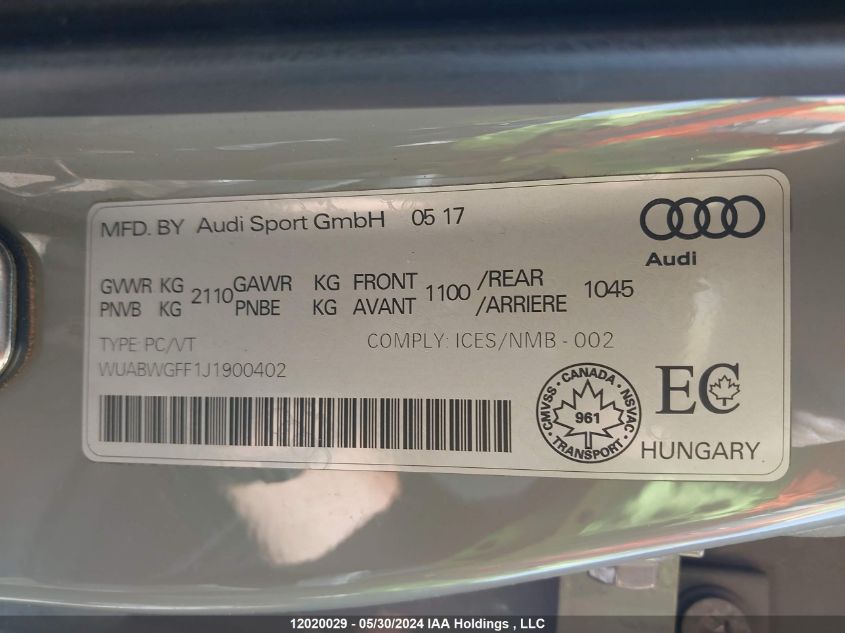 MFD. BY Audi Sport GmbH 05 17
Audi
GVWR KG 2110 GAWR KG FRONT 1100 /REAR 1045
PNVB KG PNBE KG AVANT /ARRIERE
TYPE: PC/VT COMPLY: ICES/NMB - 002
WUABWGFF1J1900402
CMVSS • CANADA • NSVAC • TRANSPORT •
961
EC
HUNGARY
12020029 - 05/30/2024 IAA Holdings , LLC